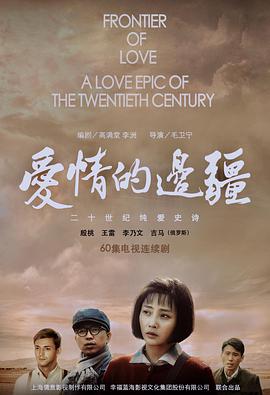 FRONTIER
OF
LOVE
A LOVE EPIC OF
THE TWENTIETH CENTURY
编剧／高满堂 李洲 导演／毛卫宁
爱情的邊疆
二十世纪纯爱史诗
殷桃 王雷 李乃文 吉马（俄罗斯）
60集电视连续剧
上海儒意影视制作有限公司 幸福蓝海影视文化集团股份有限公司 联合出品